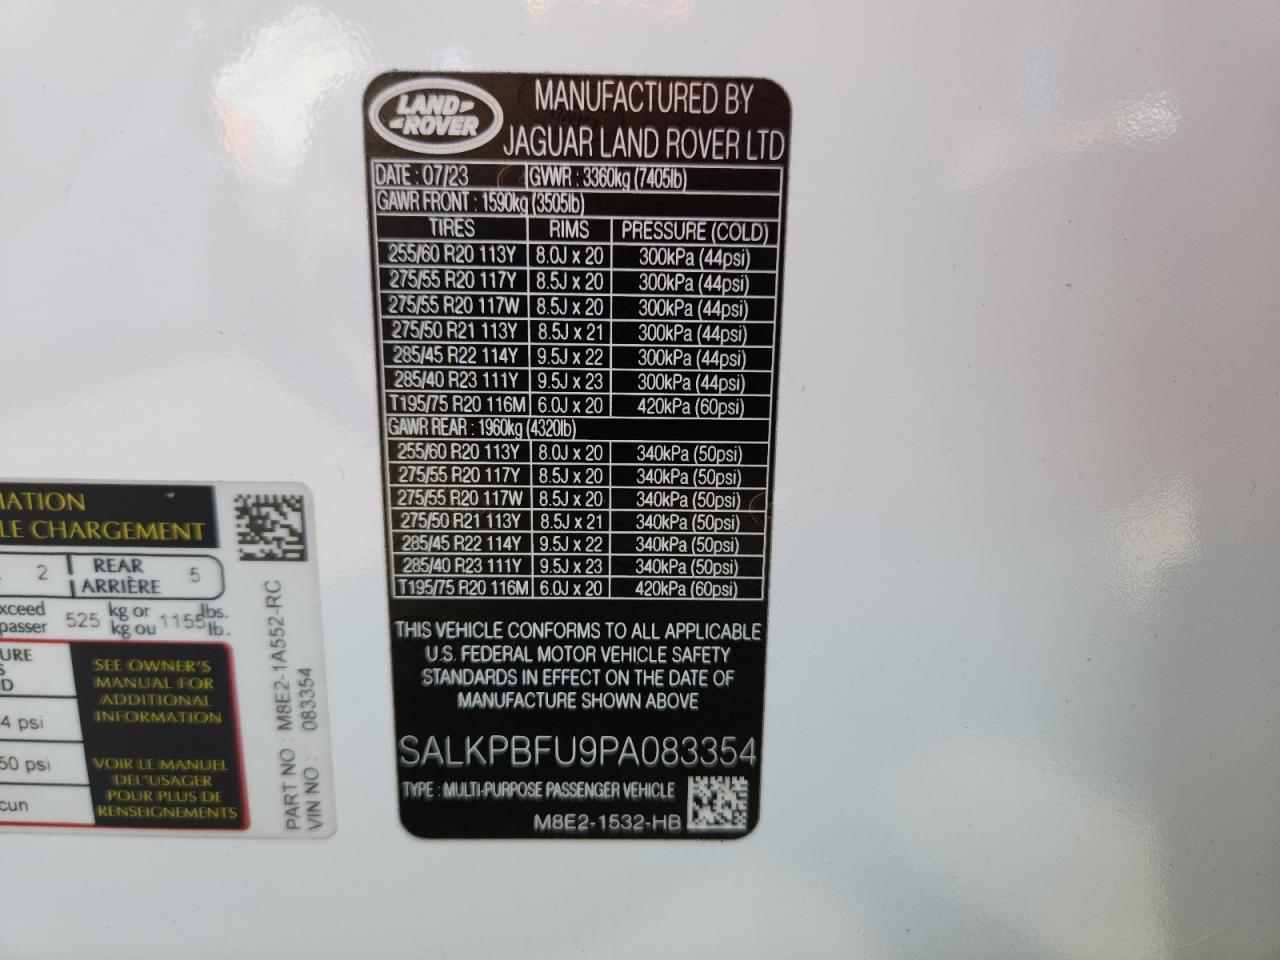 LAND-
-ROVER
MANUFACTURED BY
JAGUAR LAND ROVER LTD
DATE : 07/23 GVWR : 3360kg (7405lb)
GAWR FRONT : 1590kg (3505lb)
TIRES RIMS PRESSURE (COLD)
255/60 R20 113Y 8.0J x 20 300kPa (44psi)
275/55 R20 117Y 8.5J x 20 300kPa (44psi)
275/55 R20 117W 8.5J x 20 300kPa (44psi)
275/50 R21 113Y 8.5J x 21 300kPa (44psi)
285/45 R22 114Y 9.5J x 22 300kPa (44psi)
285/40 R23 111Y 9.5J x 23 300kPa (44psi)
T195/75 R20 116M 6.0J x 20 420kPa (60psi)
GAWR REAR : 1960kg (4320lb)
255/60 R20 113Y 8.0J x 20 340kPa (50psi)
275/55 R20 117Y 8.5J x 20 340kPa (50psi)
275/55 R20 117W 8.5J x 20 340kPa (50psi)
275/50 R21 113Y 8.5J x 21 340kPa (50psi)
285/45 R22 114Y 9.5J x 22 340kPa (50psi)
285/40 R23 111Y 9.5J x 23 340kPa (50psi)
T195/75 R20 116M 6.0J x 20 420kPa (60psi)
THIS VEHICLE CONFORMS TO ALL APPLICABLE
U.S. FEDERAL MOTOR VEHICLE SAFETY
STANDARDS IN EFFECT ON THE DATE OF
MANUFACTURE SHOWN ABOVE
SALKPBFU9PA083354
TYPE : MULTI-PURPOSE PASSENGER VEHICLE
M8E2-1532-HB
MATION
LE CHARGEMENT
2 REAR 5
ARRIÈRE
xceed 525 kg or 1155 lbs.
passer kg ou lb.
URE
S
D
4 psi
50 psi
cun
SEE OWNER'S
MANUAL FOR
ADDITIONAL
INFORMATION
VOIR LE MANUEL
DEL'USAGER
POUR PLUS DE
RENSEIGNEMENTS
PART NO : M8E2-1A552-RC
VIN NO : 083354